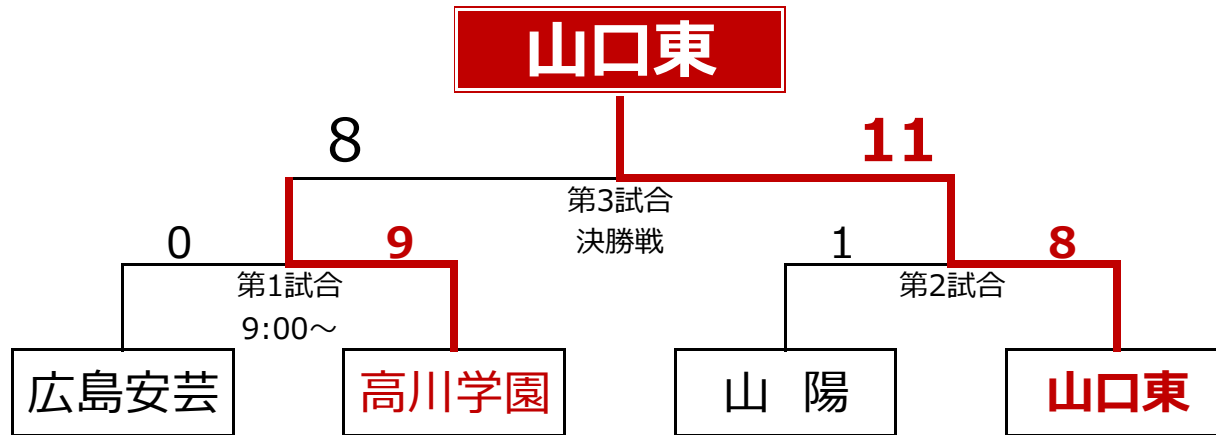 山口東
8
11
第3試合
決勝戦
0
9
1
8
第1試合
9:00～
第2試合
広島安芸
高川学園
山 陽
山口東